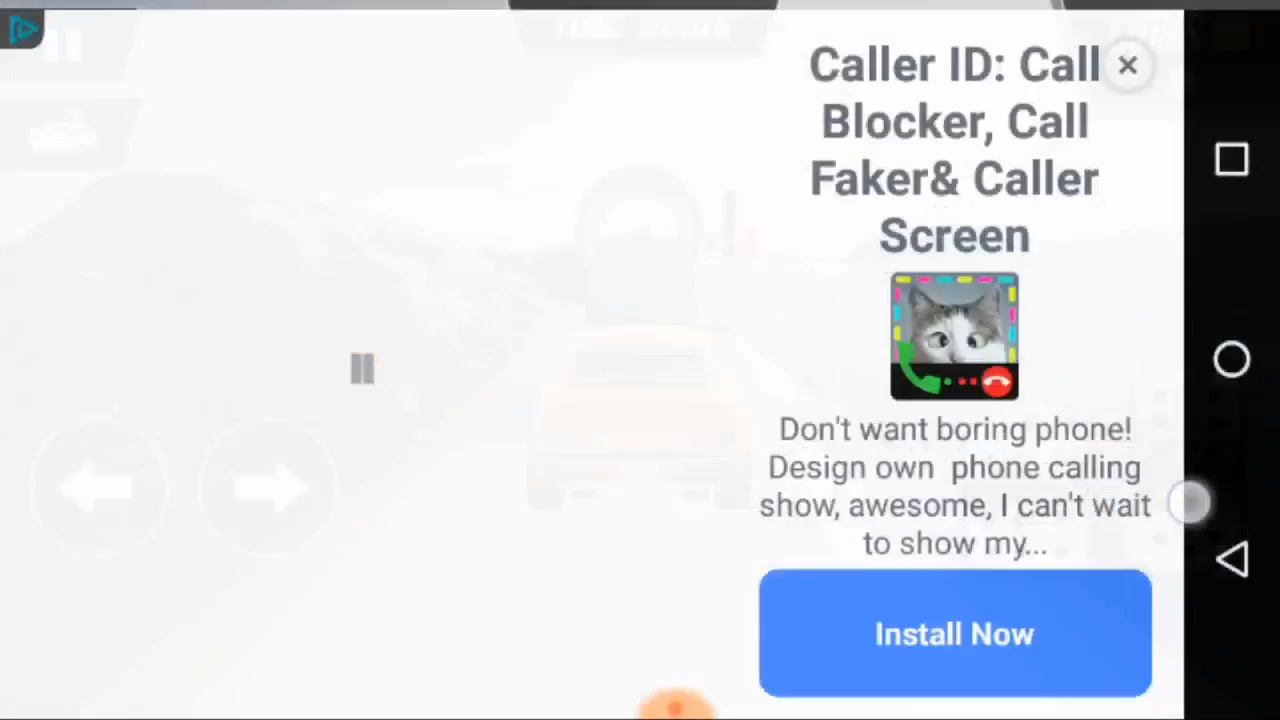 Caller ID: Call
Blocker, Call
Faker& Caller
Screen
Don't want boring phone!
Design own  phone calling
show, awesome, I can't wait
to show my...
Install Now